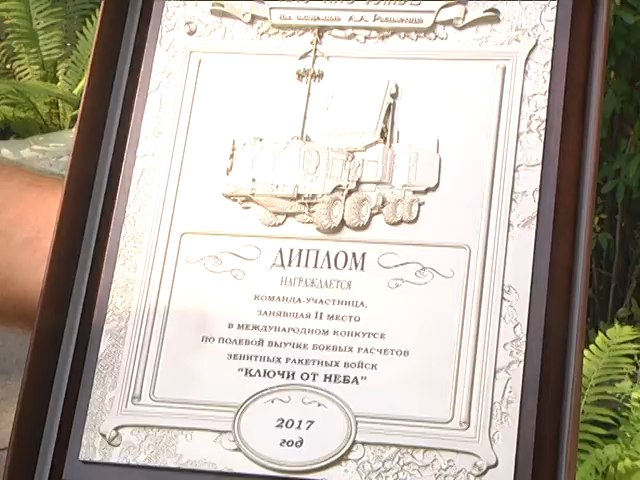 ДИПЛОМ
НАГРАЖДАЕТСЯ
КОМАНДА-УЧАСТНИЦА,
ЗАНЯВШАЯ II МЕСТО
В МЕЖДУНАРОДНОМ КОНКУРСЕ
ПО ПОЛЕВОЙ ВЫУЧКЕ БОЕВЫХ РАСЧЕТОВ
ЗЕНИТНЫХ РАКЕТНЫХ ВОЙСК
"КЛЮЧИ ОТ НЕБА"
2017
год